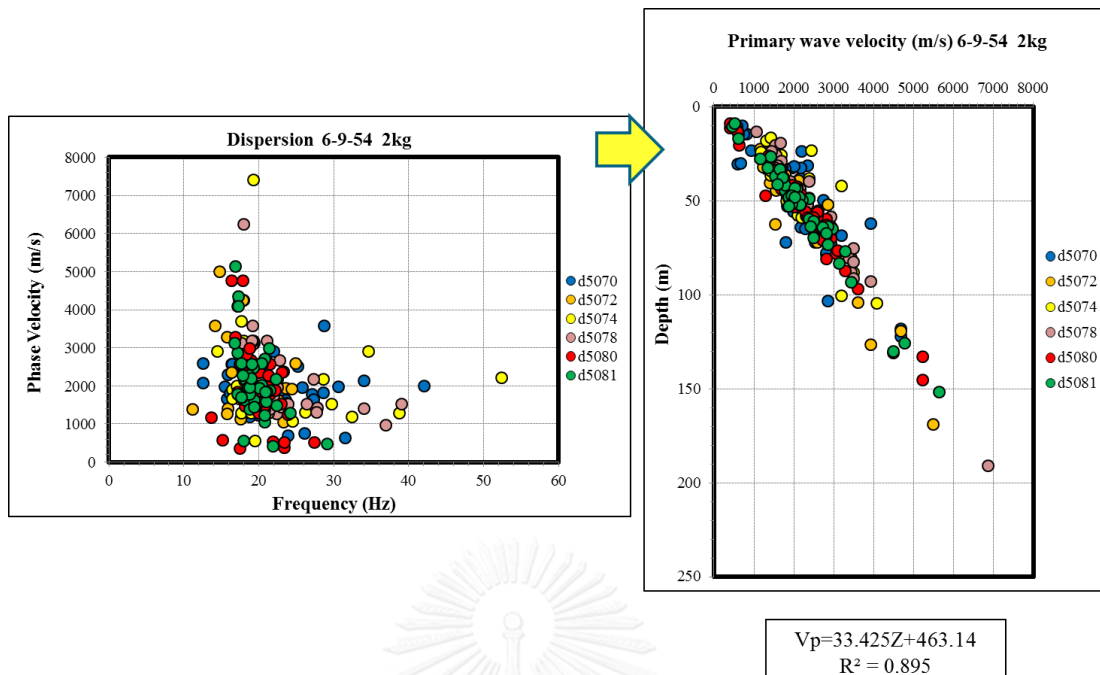 Dispersion 6-9-54 2kg
8000
7000
6000
5000
4000
3000
2000
1000
0
Phase Velocity (m/s)
0 10 20 30 40 50 60
Frequency (Hz)
d5070
d5072
d5074
d5078
d5080
d5081
Primary wave velocity (m/s) 6-9-54 2kg
0 1000 2000 3000 4000 5000 6000 7000 8000
0
50
100
150
200
250
Depth (m)
d5070
d5072
d5074
d5078
d5080
d5081
Vp=33.425Z+463.14
R² = 0.895